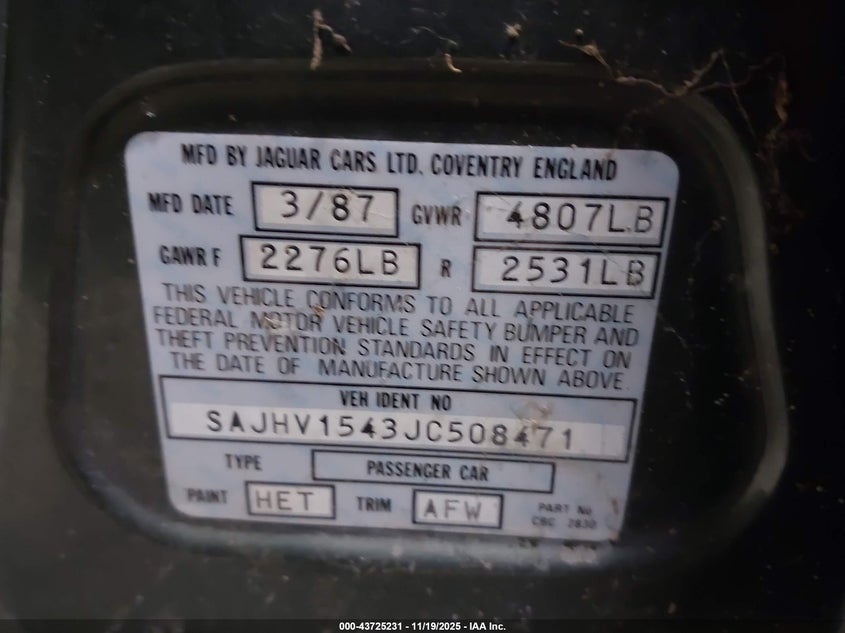 MFD BY JAGUAR CARS LTD. COVENTRY ENGLAND
MFD DATE 3/87 GVWR 4807LB
GAWR F 2276LB R 2531LB
THIS VEHICLE CONFORMS TO ALL APPLICABLE
FEDERAL MOTOR VEHICLE SAFETY BUMPER AND
THEFT PREVENTION STANDARDS IN EFFECT ON
THE DATE OF MANUFACTURE SHOWN ABOVE.
VEH IDENT NO
SAJHV1543JC508471
TYPE PASSENGER CAR
PAINT HET TRIM AFW PART No
CBC 2830
000-43725231 - 11/19/2025 - IAA Inc.